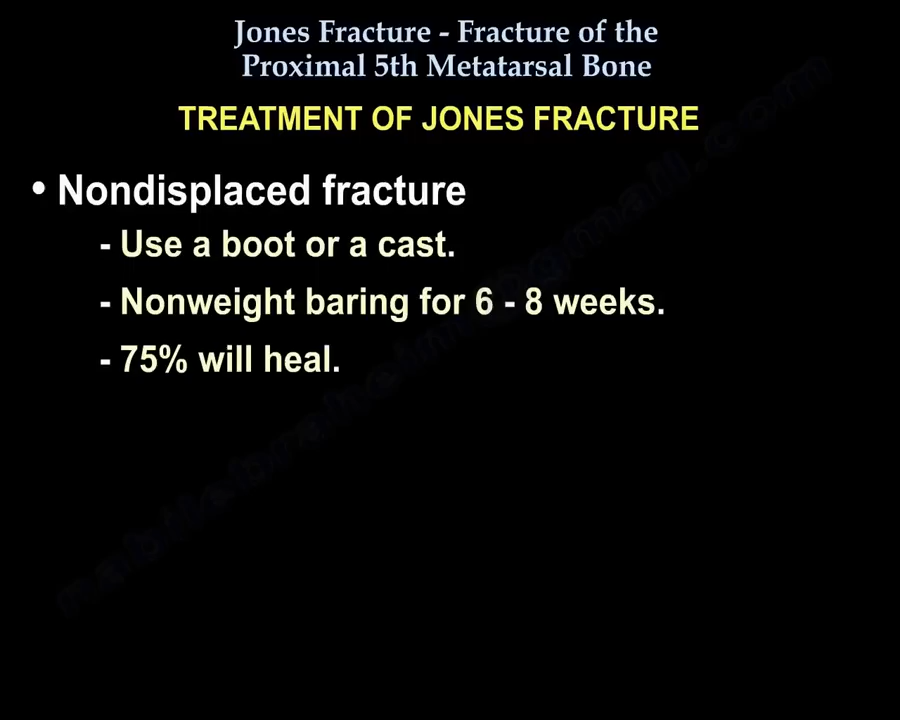 Jones Fracture - Fracture of the
Proximal 5th Metatarsal Bone
TREATMENT OF JONES FRACTURE
• Nondisplaced fracture
- Use a boot or a cast.
- Nonweight baring for 6 - 8 weeks.
- 75% will heal.